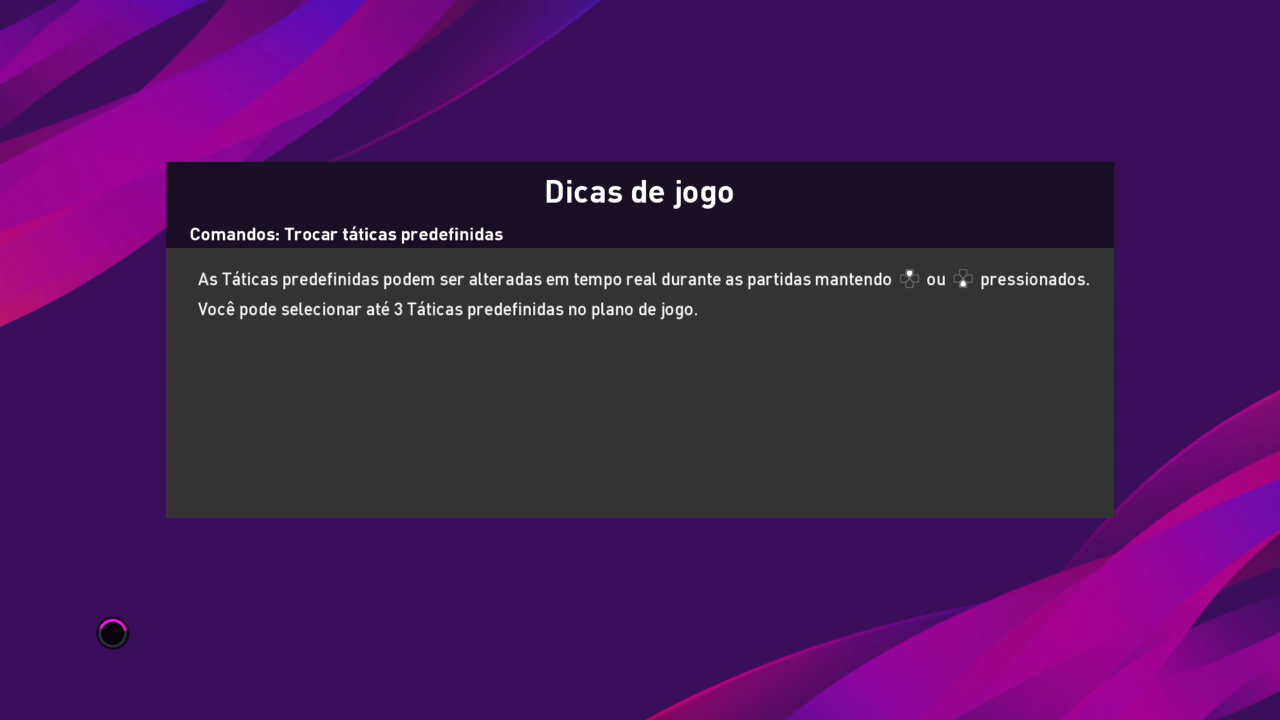 Dicas de jogo
Comandos: Trocar táticas predefinidas
As Táticas predefinidas podem ser alteradas em tempo real durante as partidas mantendo ou pressionados.
Você pode selecionar até 3 Táticas predefinidas no plano de jogo.